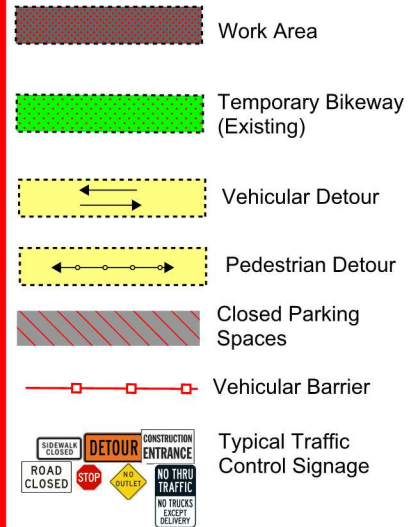 Work Area
Temporary Bikeway
(Existing)
Vehicular Detour
Pedestrian Detour
Closed Parking
Spaces
Vehicular Barrier
SIDEWALK
CLOSED
DETOUR
CONSTRUCTION
ENTRANCE
ROAD
CLOSED
STOP
NO
OUTLET
NO THRU
TRAFFIC
NO TRUCKS
EXCEPT
DELIVERY
Typical Traffic
Control Signage